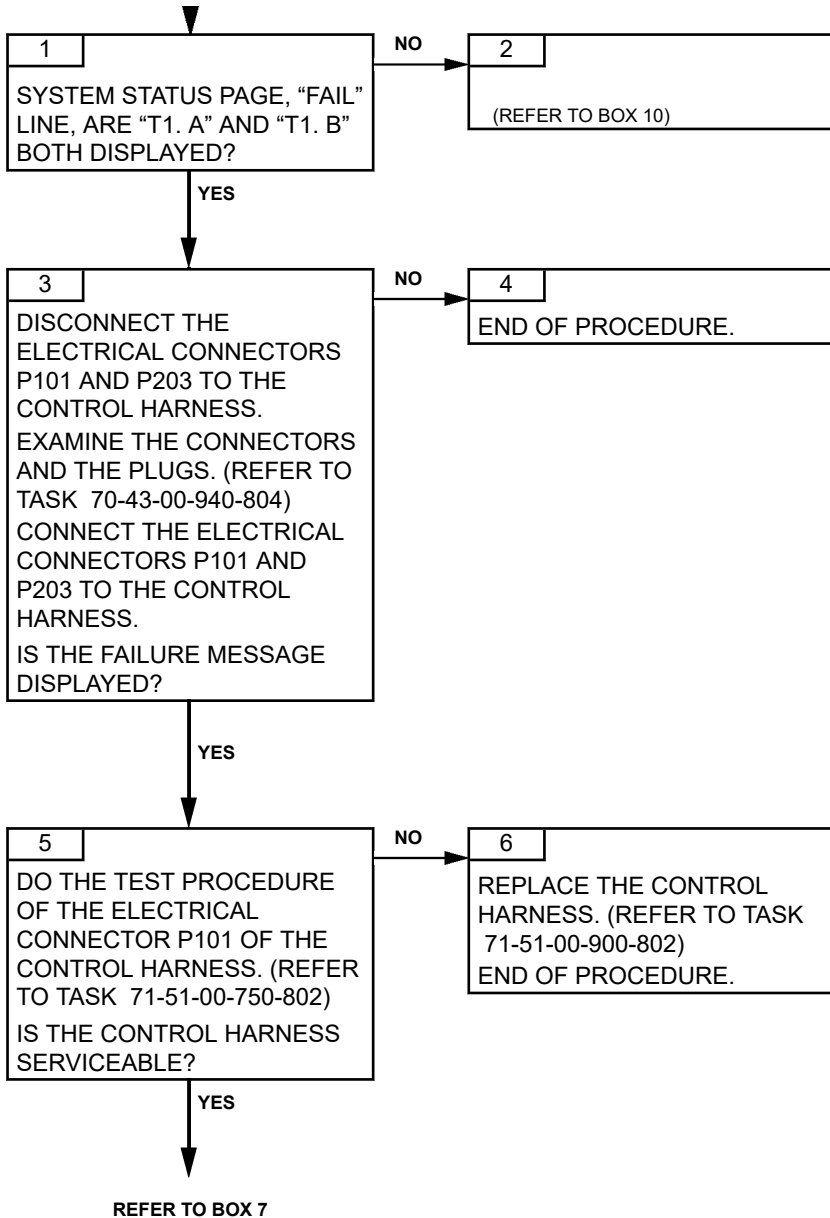 1
SYSTEM STATUS PAGE, “FAIL”
LINE, ARE “T1. A” AND “T1. B”
BOTH DISPLAYED?
NO
2
(REFER TO BOX 10)
YES
3
DISCONNECT THE
ELECTRICAL CONNECTORS
P101 AND P203 TO THE
CONTROL HARNESS.
EXAMINE THE CONNECTORS
AND THE PLUGS. (REFER TO
TASK 70-43-00-940-804)
CONNECT THE ELECTRICAL
CONNECTORS P101 AND
P203 TO THE CONTROL
HARNESS.
IS THE FAILURE MESSAGE
DISPLAYED?
NO
4
END OF PROCEDURE.
YES
5
DO THE TEST PROCEDURE
OF THE ELECTRICAL
CONNECTOR P101 OF THE
CONTROL HARNESS. (REFER
TO TASK 71-51-00-750-802)
IS THE CONTROL HARNESS
SERVICEABLE?
NO
6
REPLACE THE CONTROL
HARNESS. (REFER TO TASK
71-51-00-900-802)
END OF PROCEDURE.
YES
REFER TO BOX 7